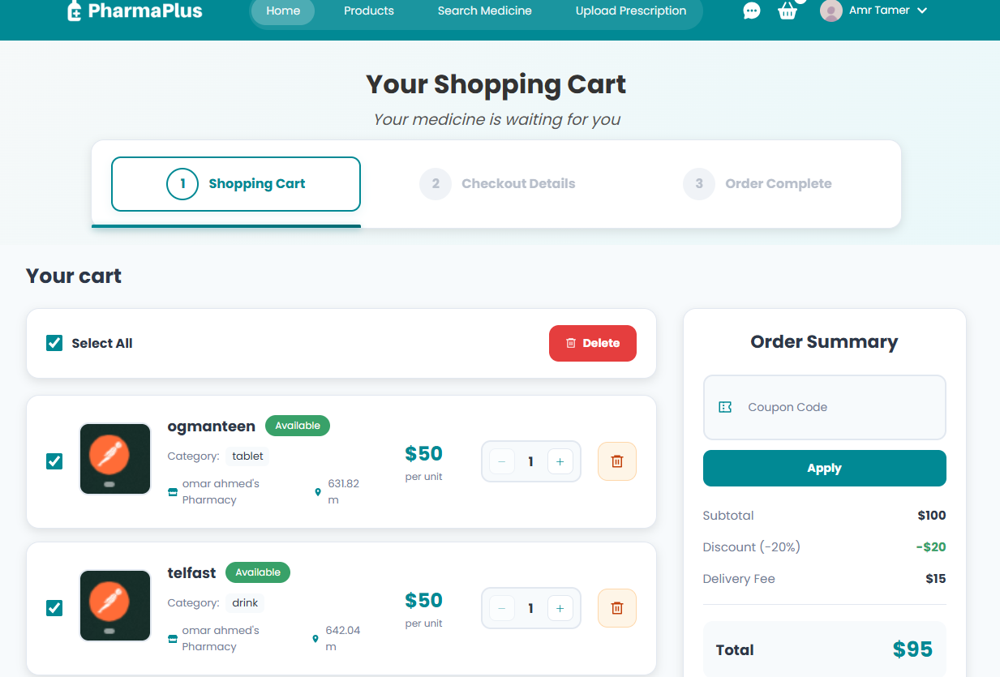 PharmaPlus
Home
Products
Search Medicine
Upload Prescription
Amr Tamer
Your Shopping Cart
Your medicine is waiting for you
1 Shopping Cart
2 Checkout Details
3 Order Complete
Your cart
Select All
Delete
ogmanteen Available
Category: tablet
omar ahmed's
Pharmacy
631.82
m
$50
per unit
− 1 +
telfast Available
Category: drink
omar ahmed's
Pharmacy
642.04
m
$50
per unit
− 1 +
Order Summary
Coupon Code
Apply
Subtotal $100
Discount (-20%) -$20
Delivery Fee $15
Total $95